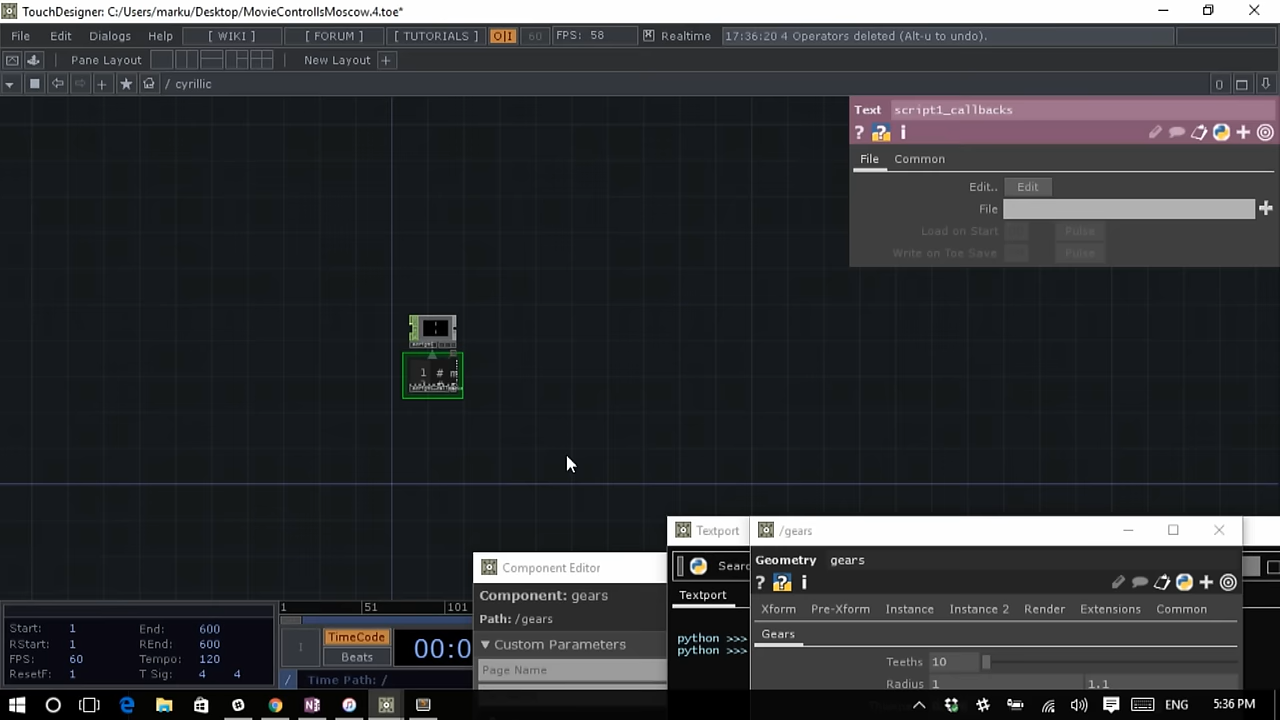 TouchDesigner: C:/Users/marku/Desktop/MovieControllsMoscow.4.toe*
File Edit Dialogs Help [ WIKI ] [ FORUM ] [ TUTORIALS ] O|I 60 FPS: 58 Realtime 17:36:20 4 Operators deleted (Alt-u to undo).
Pane Layout New Layout +
/ cyrillic 0
Text script1_callbacks
? ? i
File Common
Edit.. Edit
File
Load on Start Pulse
Write on Toe Save Pulse
1 # m
Textport /gears
Component Editor
Sear
Geometry gears
? ? i
Component: gears
Path: /gears
Textport
Xform Pre-Xform Instance Instance 2 Render Extensions Common
Gears
Custom Parameters
Page Name
python >>>
python >>>
Teeths 10
Radius 1 1.1
1 51 101
Start: 1 End: 600
RStart: 1 REnd: 600
FPS: 60 Tempo: 120
ResetF: 1 T Sig: 4 4
TimeCode
Beats
00:0
/ Time Path: /
ENG 5:36 PM